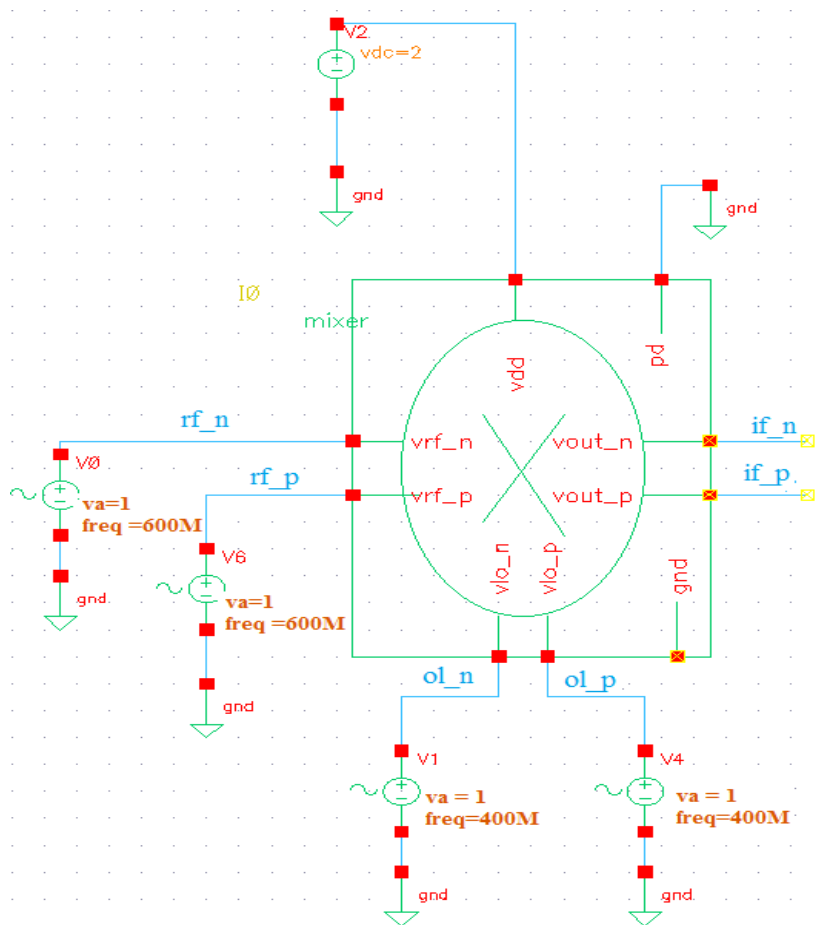 V2
vdc=2
gnd
gnd
I0
mixer
vdd
pd
rf_n
vrf_n
vout_n
if_n
V0
va=1
freq =600M
gnd
rf_p
vrf_p
vout_p
if_p
V6
va=1
freq =600M
gnd
vlo_n
vlo_p
gnd
ol_n
ol_p
V1
va = 1
freq=400M
gnd
V4
va = 1
freq=400M
gnd